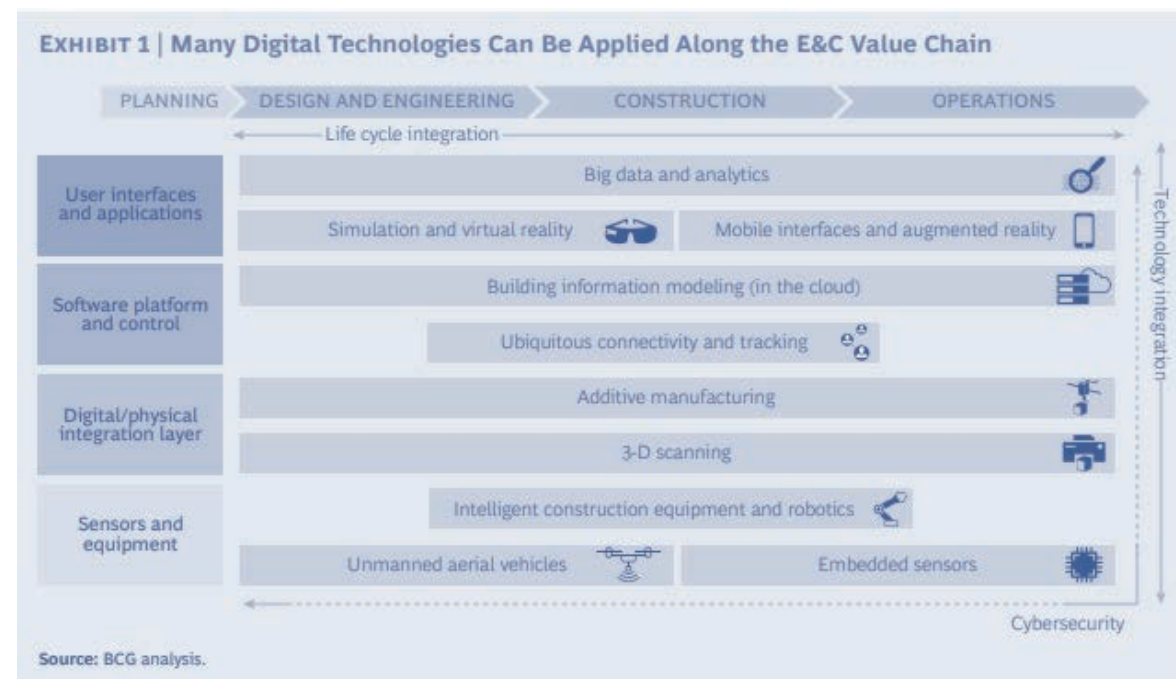 EXHIBIT 1 | Many Digital Technologies Can Be Applied Along the E&C Value Chain
PLANNING
DESIGN AND ENGINEERING
CONSTRUCTION
OPERATIONS
Life cycle integration
User interfaces
and applications
Big data and analytics
Simulation and virtual reality
Mobile interfaces and augmented reality
Software platform
and control
Building information modeling (in the cloud)
Ubiquitous connectivity and tracking
Digital/physical
integration layer
Additive manufacturing
3-D scanning
Sensors and
equipment
Intelligent construction equipment and robotics
Unmanned aerial vehicles
Embedded sensors
Technology integration
Cybersecurity
Source: BCG analysis.